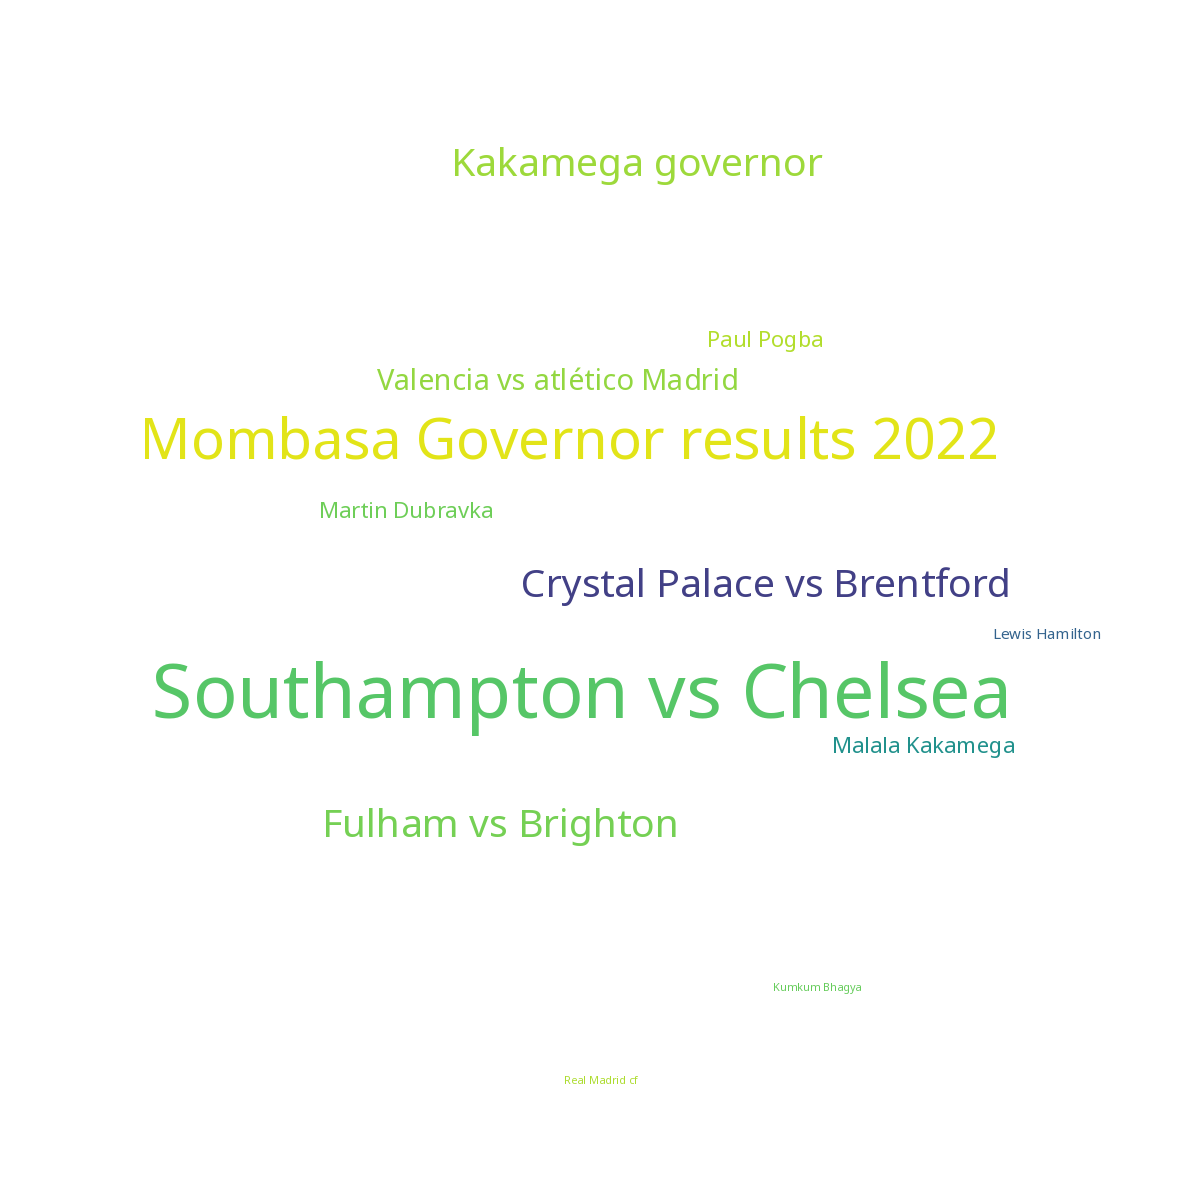 Kakamega governor
Paul Pogba
Valencia vs atlético Madrid
Mombasa Governor results 2022
Martin Dubravka
Crystal Palace vs Brentford
Lewis Hamilton
Southampton vs Chelsea
Malala Kakamega
Fulham vs Brighton
Kumkum Bhagya
Real Madrid cf